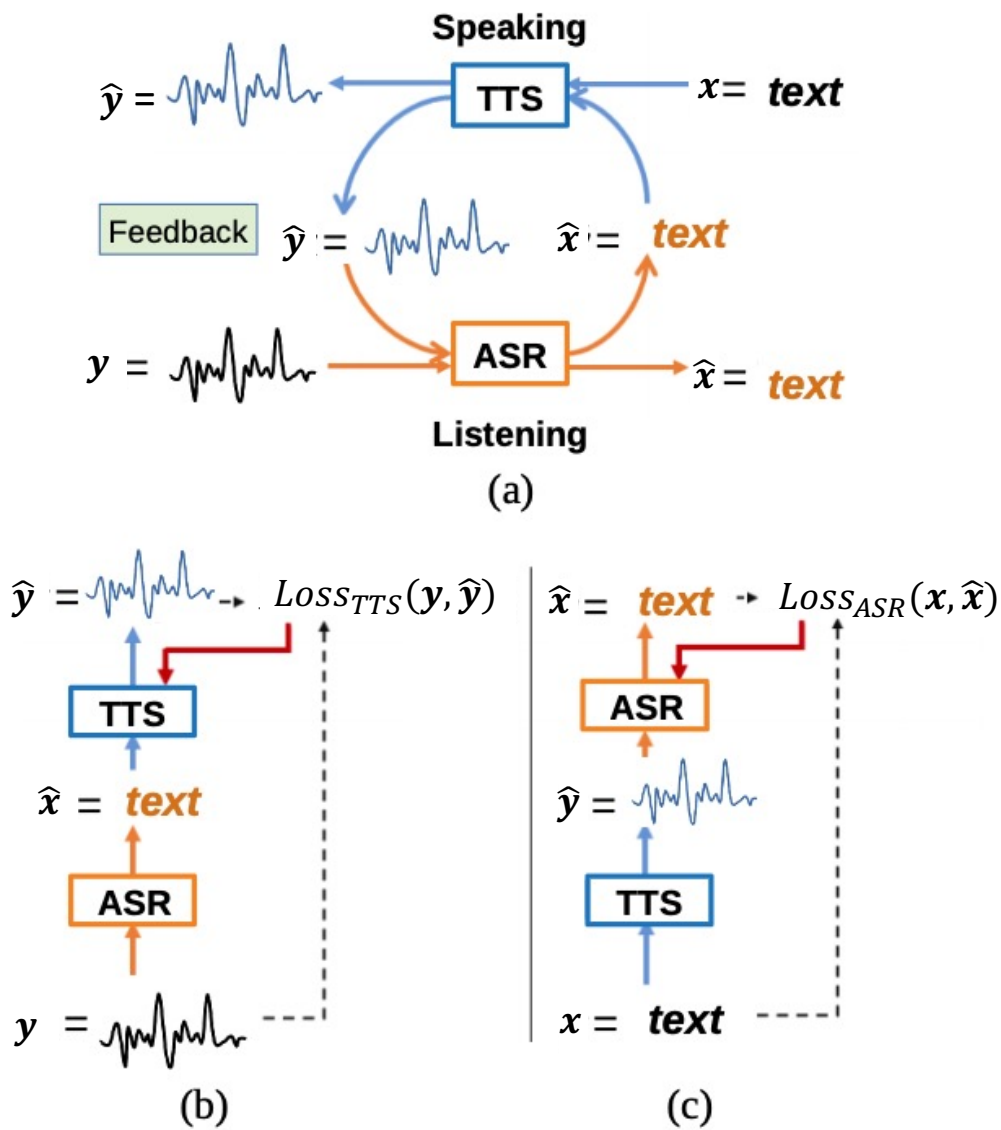 Speaking
ŷ =
TTS
x = text
Feedback
ŷ =
x̂ = text
y =
ASR
x̂ = text
Listening
(a)
ŷ =
Loss_TTS(y, ŷ)
TTS
x̂ = text
ASR
y =
(b)
x̂ = text
Loss_ASR(x, x̂)
ASR
ŷ =
TTS
x = text
(c)